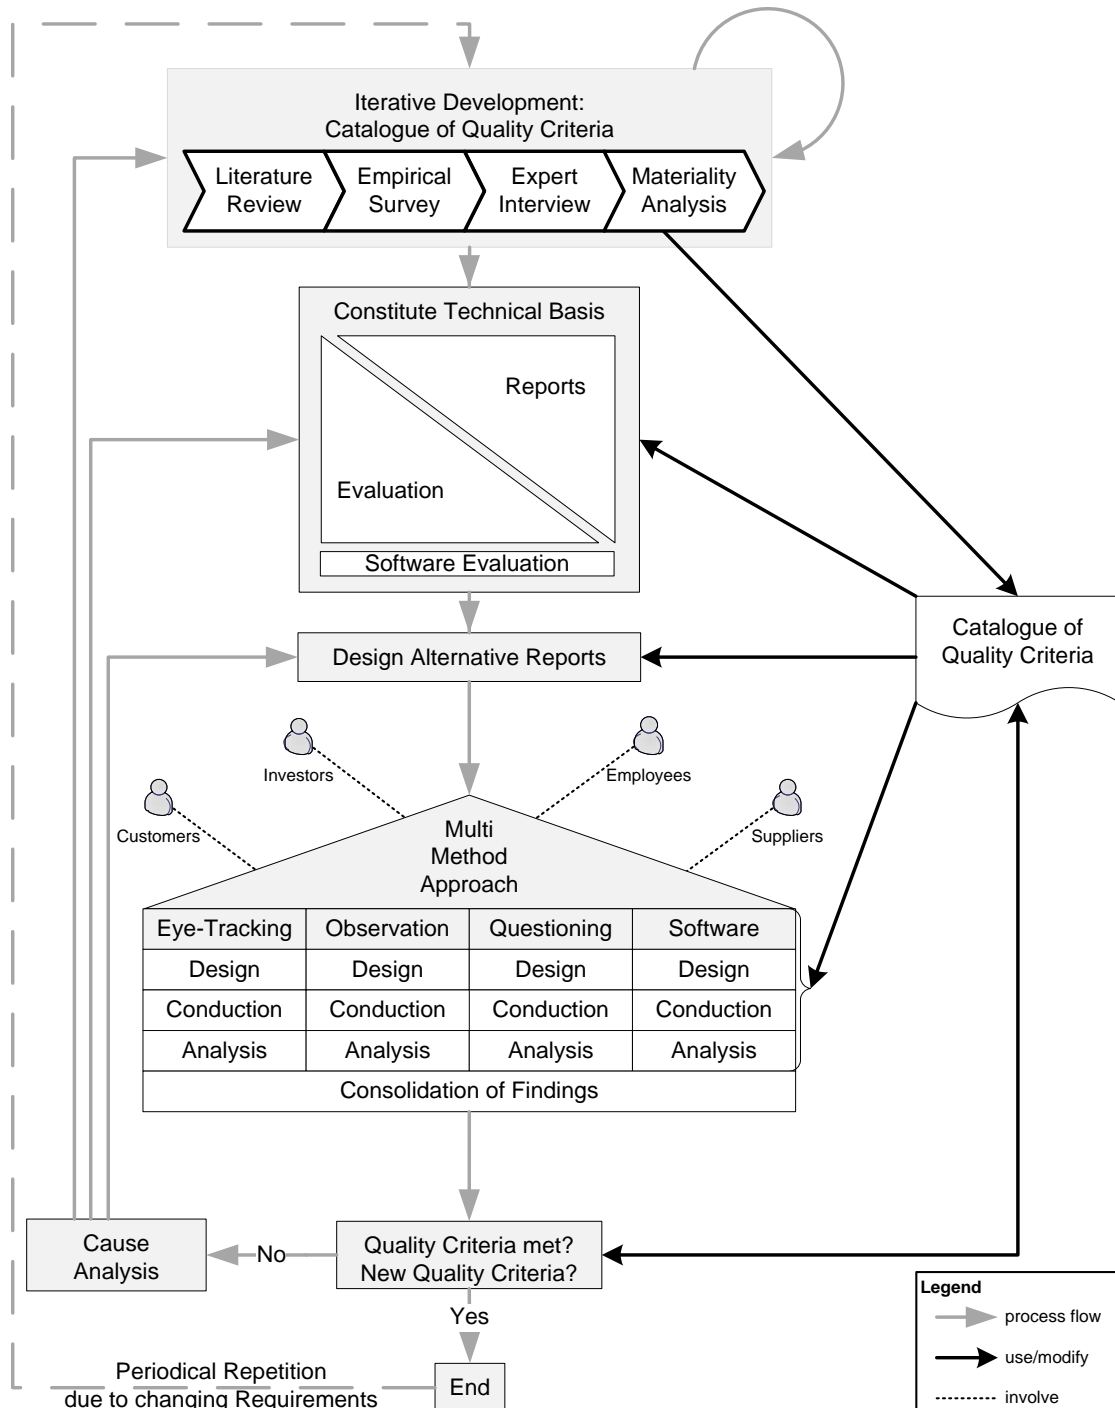 Iterative Development:
Catalogue of Quality Criteria
Literature
Review
Empirical
Survey
Expert
Interview
Materiality
Analysis
Constitute Technical Basis
Reports
Evaluation
Software Evaluation
Catalogue of
Quality Criteria
Design Alternative Reports
Investors
Employees
Customers
Suppliers
Multi
Method
Approach
Eye-Tracking Observation Questioning Software
Design Design Design Design
Conduction Conduction Conduction Conduction
Analysis Analysis Analysis Analysis
Consolidation of Findings
Cause
Analysis
No
Quality Criteria met?
New Quality Criteria?
Yes
End
Periodical Repetition
due to changing Requirements
Legend
process flow
use/modify
involve